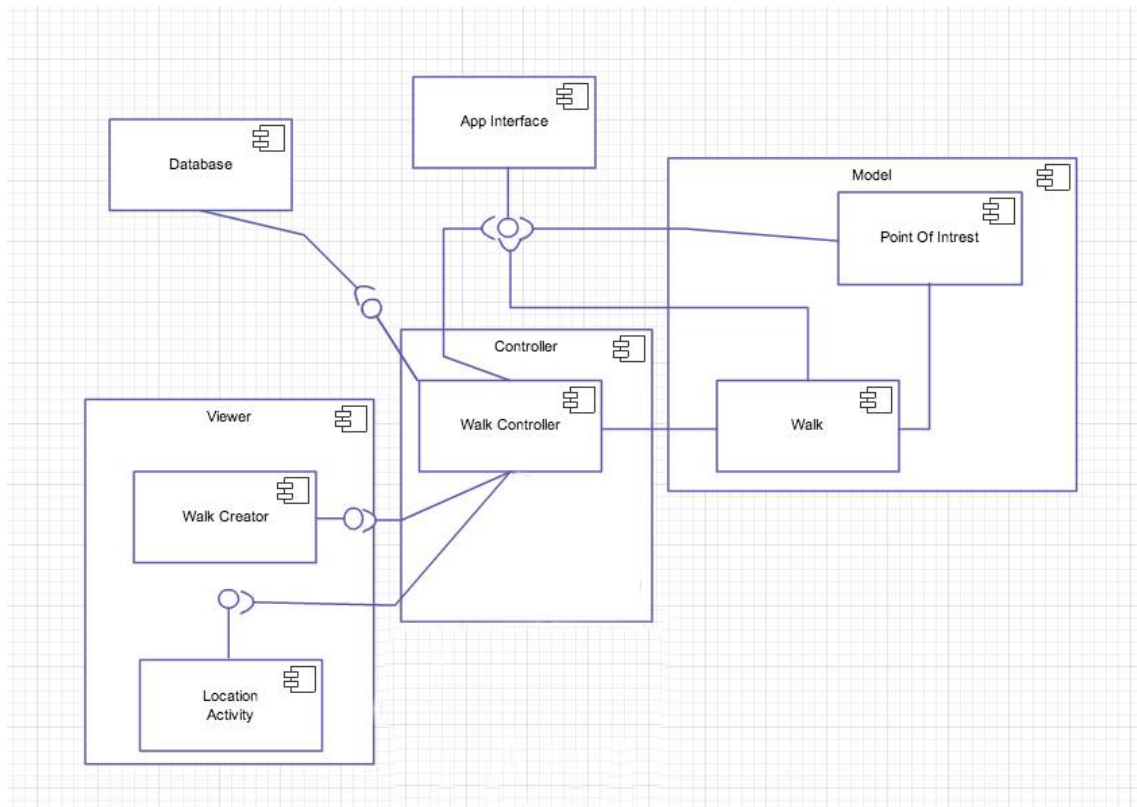 App Interface
Database
Model
Point Of Intrest
Controller
Walk Controller
Walk
Viewer
Walk Creator
Location
Activity